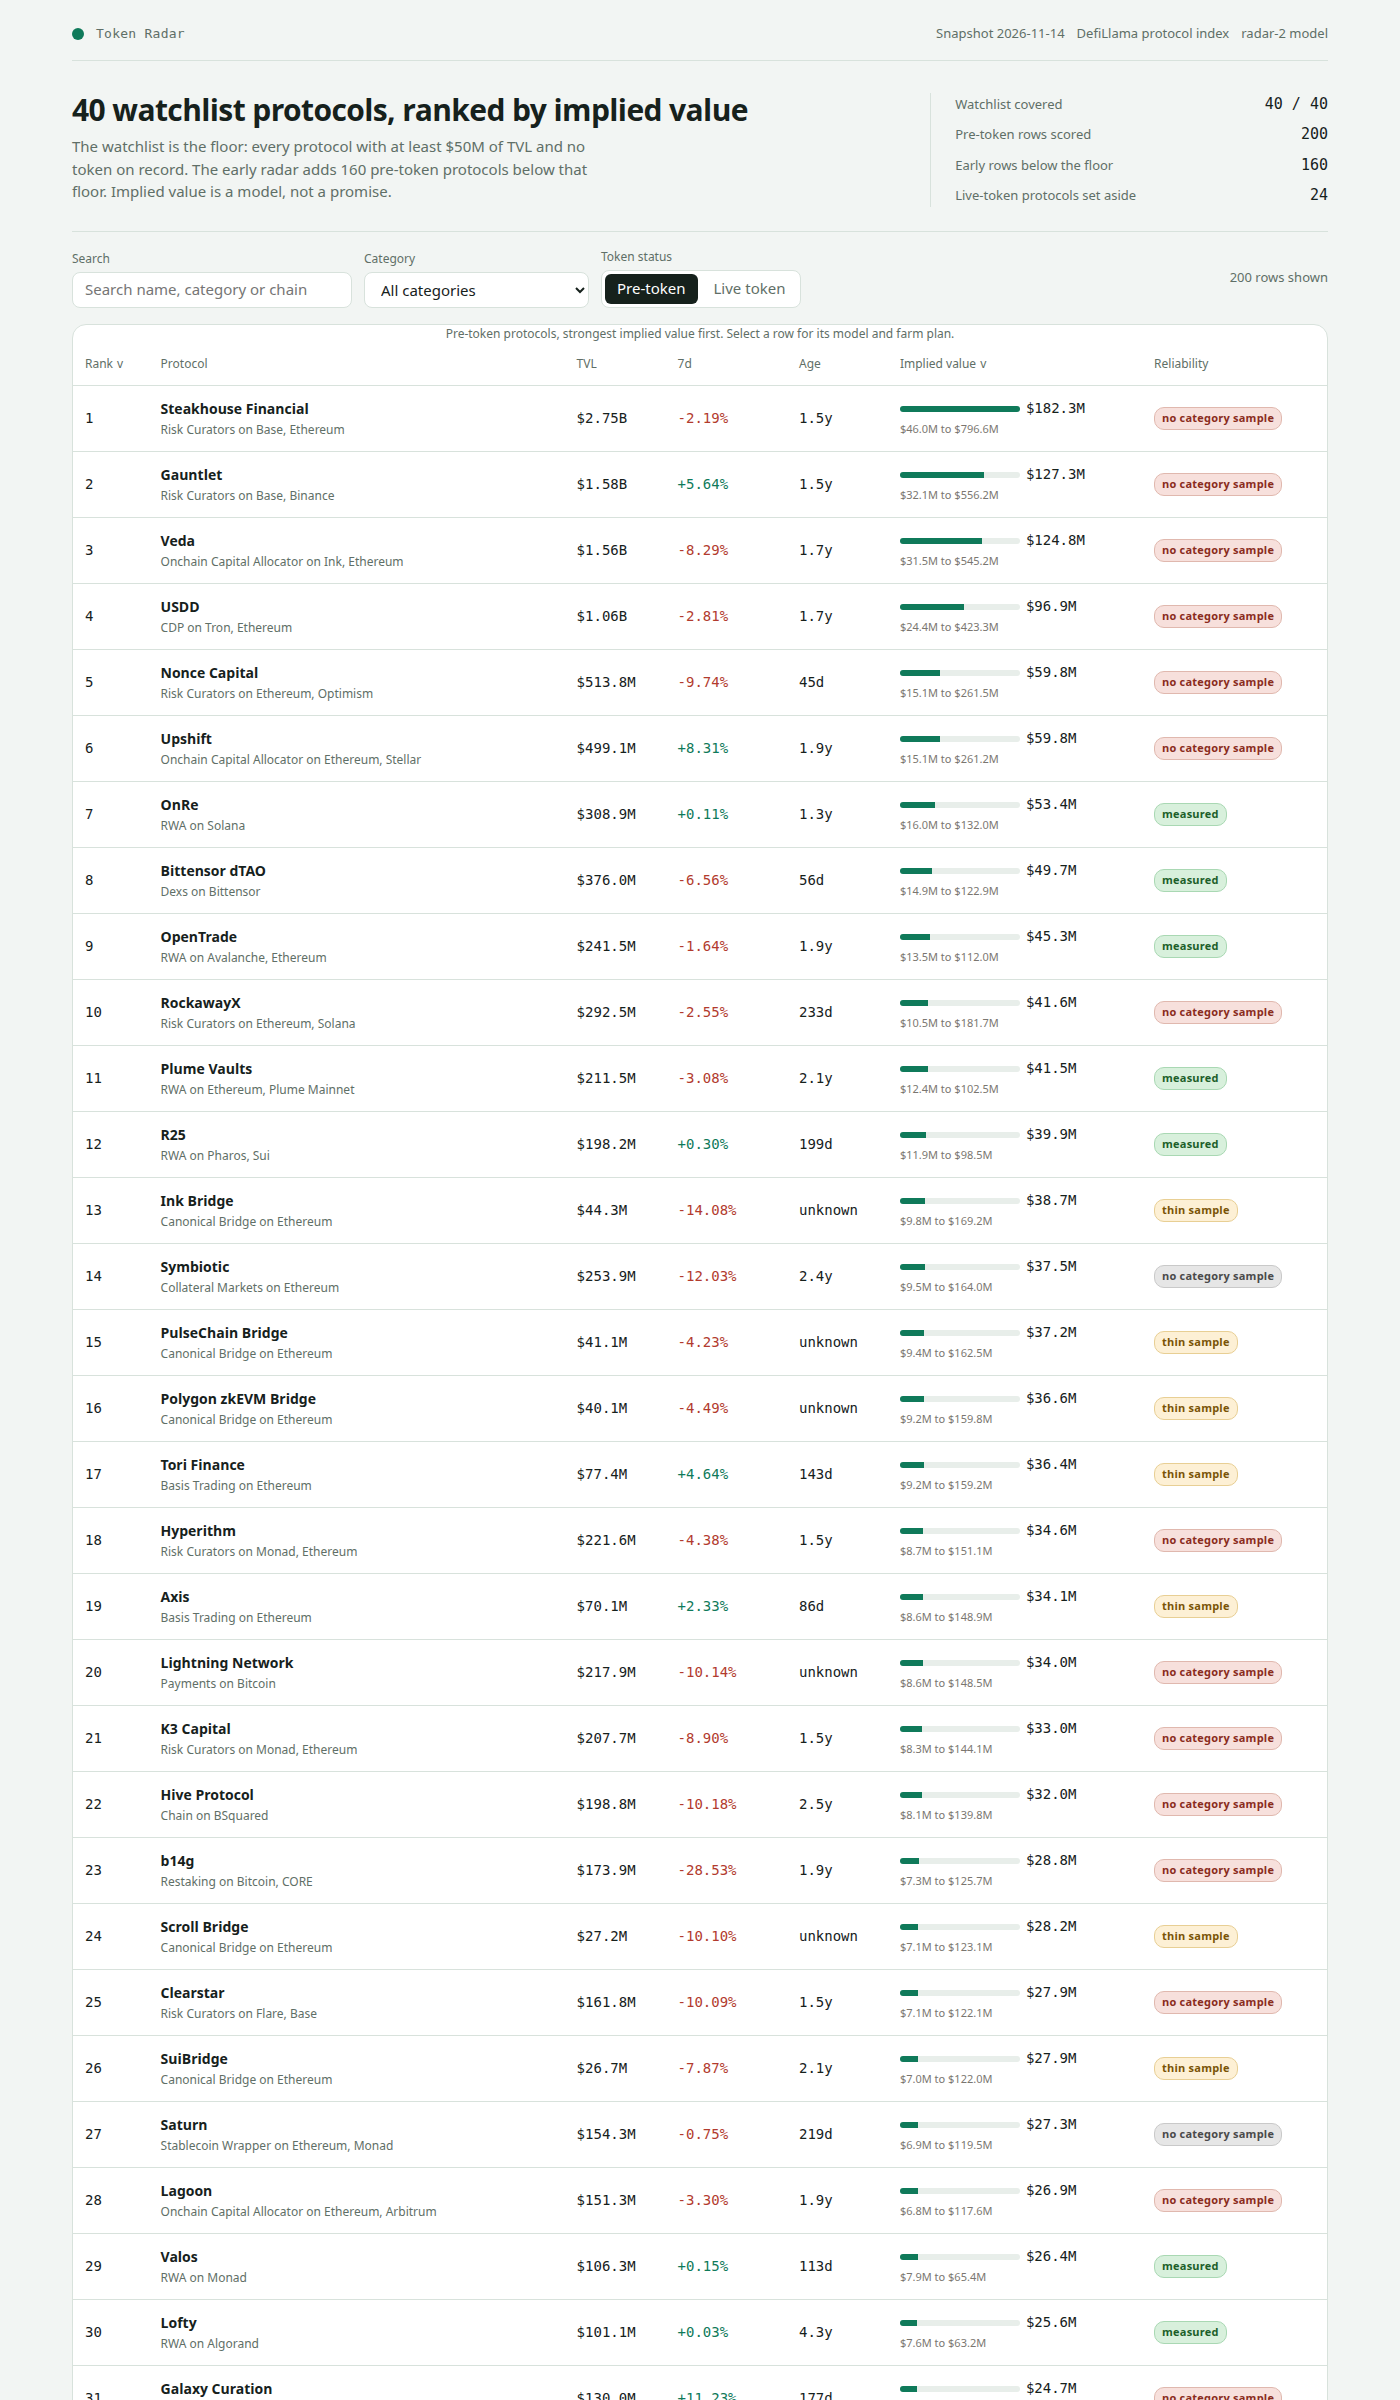 Token Radar
Snapshot 2026-11-14 DefiLlama protocol index radar-2 model
40 watchlist protocols, ranked by implied value
The watchlist is the floor: every protocol with at least $50M of TVL and no
token on record. The early radar adds 160 pre-token protocols below that
floor. Implied value is a model, not a promise.
Watchlist covered 40 / 40
Pre-token rows scored 200
Early rows below the floor 160
Live-token protocols set aside 24
Search Category Token status
Search name, category or chain All categories Pre-token Live token 200 rows shown
Pre-token protocols, strongest implied value first. Select a row for its model and farm plan.
Rank v Protocol TVL 7d Age Implied value v Reliability
1 Steakhouse Financial $2.75B -2.19% 1.5y $182.3M no category sample
Risk Curators on Base, Ethereum $46.0M to $796.6M
2 Gauntlet $1.58B +5.64% 1.5y $127.3M no category sample
Risk Curators on Base, Binance $32.1M to $556.2M
3 Veda $1.56B -8.29% 1.7y $124.8M no category sample
Onchain Capital Allocator on Ink, Ethereum $31.5M to $545.2M
4 USDD $1.06B -2.81% 1.7y $96.9M no category sample
CDP on Tron, Ethereum $24.4M to $423.3M
5 Nonce Capital $513.8M -9.74% 45d $59.8M no category sample
Risk Curators on Ethereum, Optimism $15.1M to $261.5M
6 Upshift $499.1M +8.31% 1.9y $59.8M no category sample
Onchain Capital Allocator on Ethereum, Stellar $15.1M to $261.2M
7 OnRe $308.9M +0.11% 1.3y $53.4M measured
RWA on Solana $16.0M to $132.0M
8 Bittensor dTAO $376.0M -6.56% 56d $49.7M measured
Dexs on Bittensor $14.9M to $122.9M
9 OpenTrade $241.5M -1.64% 1.9y $45.3M measured
RWA on Avalanche, Ethereum $13.5M to $112.0M
10 RockawayX $292.5M -2.55% 233d $41.6M no category sample
Risk Curators on Ethereum, Solana $10.5M to $181.7M
11 Plume Vaults $211.5M -3.08% 2.1y $41.5M measured
RWA on Ethereum, Plume Mainnet $12.4M to $102.5M
12 R25 $198.2M +0.30% 199d $39.9M measured
RWA on Pharos, Sui $11.9M to $98.5M
13 Ink Bridge $44.3M -14.08% unknown $38.7M thin sample
Canonical Bridge on Ethereum $9.8M to $169.2M
14 Symbiotic $253.9M -12.03% 2.4y $37.5M no category sample
Collateral Markets on Ethereum $9.5M to $164.0M
15 PulseChain Bridge $41.1M -4.23% unknown $37.2M thin sample
Canonical Bridge on Ethereum $9.4M to $162.5M
16 Polygon zkEVM Bridge $40.1M -4.49% unknown $36.6M thin sample
Canonical Bridge on Ethereum $9.2M to $159.8M
17 Tori Finance $77.4M +4.64% 143d $36.4M thin sample
Basis Trading on Ethereum $9.2M to $159.2M
18 Hyperithm $221.6M -4.38% 1.5y $34.6M no category sample
Risk Curators on Monad, Ethereum $8.7M to $151.1M
19 Axis $70.1M +2.33% 86d $34.1M thin sample
Basis Trading on Ethereum $8.6M to $148.9M
20 Lightning Network $217.9M -10.14% unknown $34.0M no category sample
Payments on Bitcoin $8.6M to $148.5M
21 K3 Capital $207.7M -8.90% 1.5y $33.0M no category sample
Risk Curators on Monad, Ethereum $8.3M to $144.1M
22 Hive Protocol $198.8M -10.18% 2.5y $32.0M no category sample
Chain on BSquared $8.1M to $139.8M
23 b14g $173.9M -28.53% 1.9y $28.8M no category sample
Restaking on Bitcoin, CORE $7.3M to $125.7M
24 Scroll Bridge $27.2M -10.10% unknown $28.2M thin sample
Canonical Bridge on Ethereum $7.1M to $123.1M
25 Clearstar $161.8M -10.09% 1.5y $27.9M no category sample
Risk Curators on Flare, Base $7.1M to $122.1M
26 SuiBridge $26.7M -7.87% 2.1y $27.9M thin sample
Canonical Bridge on Ethereum $7.0M to $122.0M
27 Saturn $154.3M -0.75% 219d $27.3M no category sample
Stablecoin Wrapper on Ethereum, Monad $6.9M to $119.5M
28 Lagoon $151.3M -3.30% 1.9y $26.9M no category sample
Onchain Capital Allocator on Ethereum, Arbitrum $6.8M to $117.6M
29 Valos $106.3M +0.15% 113d $26.4M measured
RWA on Monad $7.9M to $65.4M
30 Lofty $101.1M +0.03% 4.3y $25.6M measured
RWA on Algorand $7.6M to $63.2M
31 Galaxy Curation $130.0M +11.23% 177d $24.7M no category sample